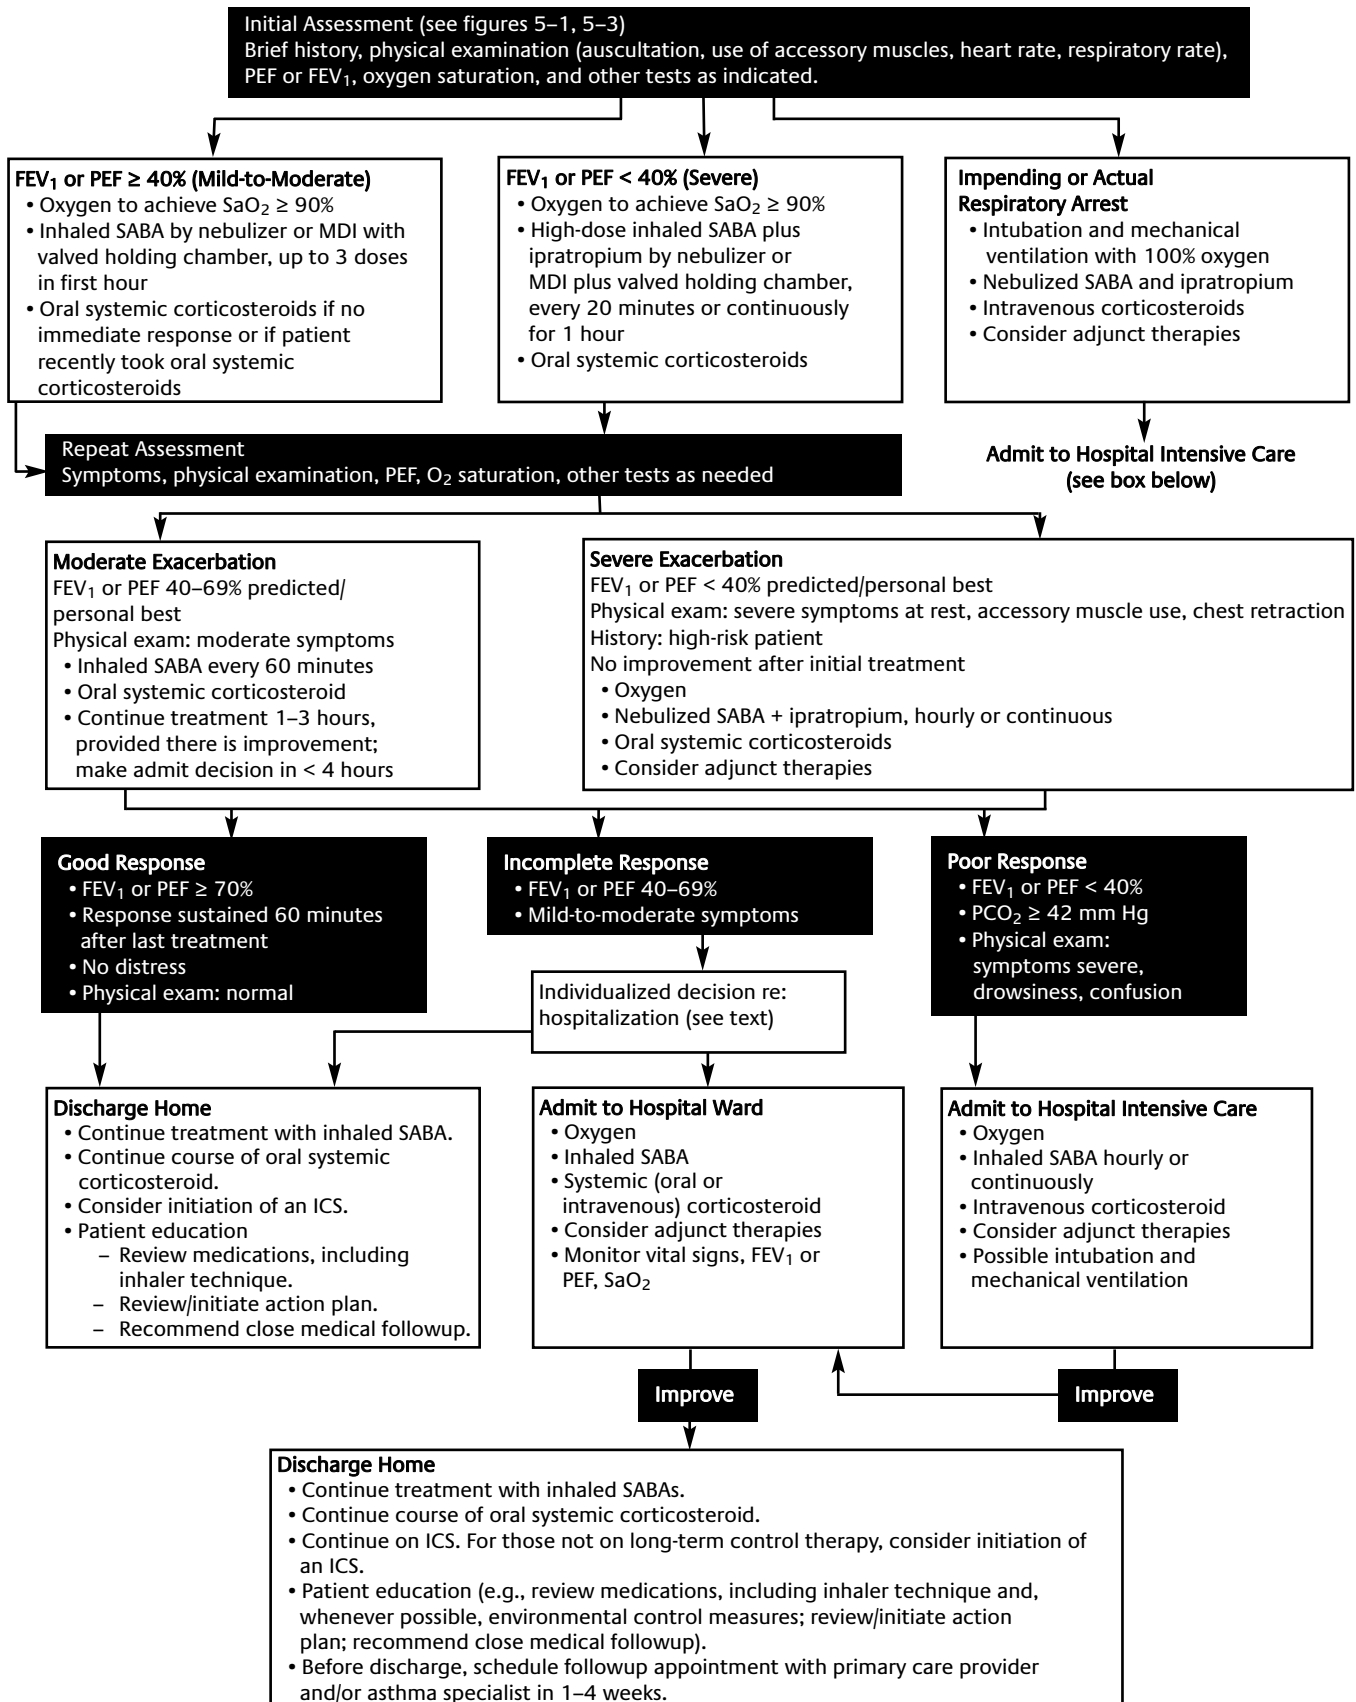 Initial Assessment (see figures 5–1, 5–3)
Brief history, physical examination (auscultation, use of accessory muscles, heart rate, respiratory rate),
PEF or FEV₁, oxygen saturation, and other tests as indicated.
FEV₁ or PEF ≥ 40% (Mild-to-Moderate)
• Oxygen to achieve SaO₂ ≥ 90%
• Inhaled SABA by nebulizer or MDI with
valved holding chamber, up to 3 doses
in first hour
• Oral systemic corticosteroids if no
immediate response or if patient
recently took oral systemic
corticosteroids
FEV₁ or PEF < 40% (Severe)
• Oxygen to achieve SaO₂ ≥ 90%
• High-dose inhaled SABA plus
ipratropium by nebulizer or
MDI plus valved holding chamber,
every 20 minutes or continuously
for 1 hour
• Oral systemic corticosteroids
Impending or Actual
Respiratory Arrest
• Intubation and mechanical
ventilation with 100% oxygen
• Nebulized SABA and ipratropium
• Intravenous corticosteroids
• Consider adjunct therapies
Repeat Assessment
Symptoms, physical examination, PEF, O₂ saturation, other tests as needed
Admit to Hospital Intensive Care
(see box below)
Moderate Exacerbation
FEV₁ or PEF 40–69% predicted/
personal best
Physical exam: moderate symptoms
• Inhaled SABA every 60 minutes
• Oral systemic corticosteroid
• Continue treatment 1–3 hours,
provided there is improvement;
make admit decision in < 4 hours
Severe Exacerbation
FEV₁ or PEF < 40% predicted/personal best
Physical exam: severe symptoms at rest, accessory muscle use, chest retraction
History: high-risk patient
No improvement after initial treatment
• Oxygen
• Nebulized SABA + ipratropium, hourly or continuous
• Oral systemic corticosteroids
• Consider adjunct therapies
Good Response
• FEV₁ or PEF ≥ 70%
• Response sustained 60 minutes
after last treatment
• No distress
• Physical exam: normal
Incomplete Response
• FEV₁ or PEF 40–69%
• Mild-to-moderate symptoms
Poor Response
• FEV₁ or PEF < 40%
• PCO₂ ≥ 42 mm Hg
• Physical exam:
symptoms severe,
drowsiness, confusion
Individualized decision re:
hospitalization (see text)
Discharge Home
• Continue treatment with inhaled SABA.
• Continue course of oral systemic
corticosteroid.
• Consider initiation of an ICS.
• Patient education
– Review medications, including
inhaler technique.
– Review/initiate action plan.
– Recommend close medical followup.
Admit to Hospital Ward
• Oxygen
• Inhaled SABA
• Systemic (oral or
intravenous) corticosteroid
• Consider adjunct therapies
• Monitor vital signs, FEV₁ or
PEF, SaO₂
Admit to Hospital Intensive Care
• Oxygen
• Inhaled SABA hourly or
continuously
• Intravenous corticosteroid
• Consider adjunct therapies
• Possible intubation and
mechanical ventilation
Improve
Improve
Discharge Home
• Continue treatment with inhaled SABAs.
• Continue course of oral systemic corticosteroid.
• Continue on ICS. For those not on long-term control therapy, consider initiation of
an ICS.
• Patient education (e.g., review medications, including inhaler technique and,
whenever possible, environmental control measures; review/initiate action
plan; recommend close medical followup).
• Before discharge, schedule followup appointment with primary care provider
and/or asthma specialist in 1–4 weeks.